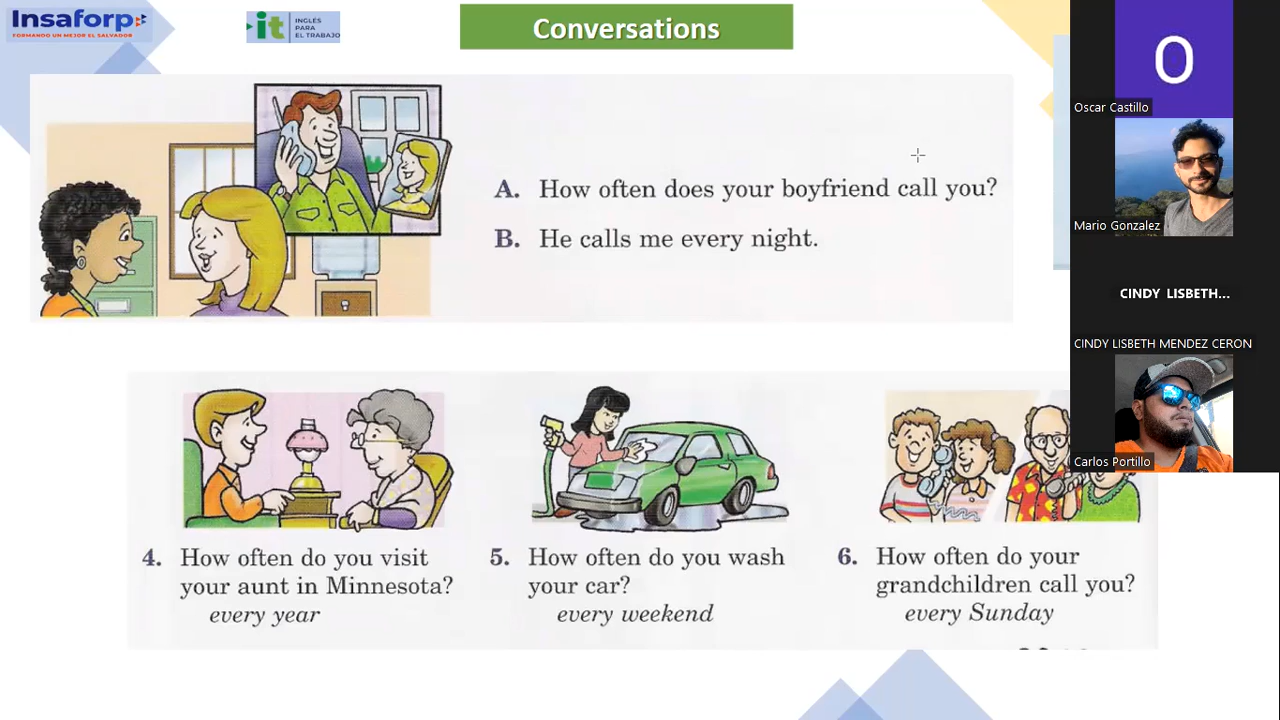 Insaforp
FORMANDO UN MEJOR EL SALVADOR
it
INGLÉS
PARA
EL TRABAJO
Conversations
A. How often does your boyfriend call you?
B. He calls me every night.
4. How often do you visit
your aunt in Minnesota?
every year
5. How often do you wash
your car?
every weekend
6. How often do your
grandchildren call you?
every Sunday
O
Oscar Castillo
Mario Gonzalez
CINDY LISBETH...
CINDY LISBETH MENDEZ CERON
Carlos Portillo